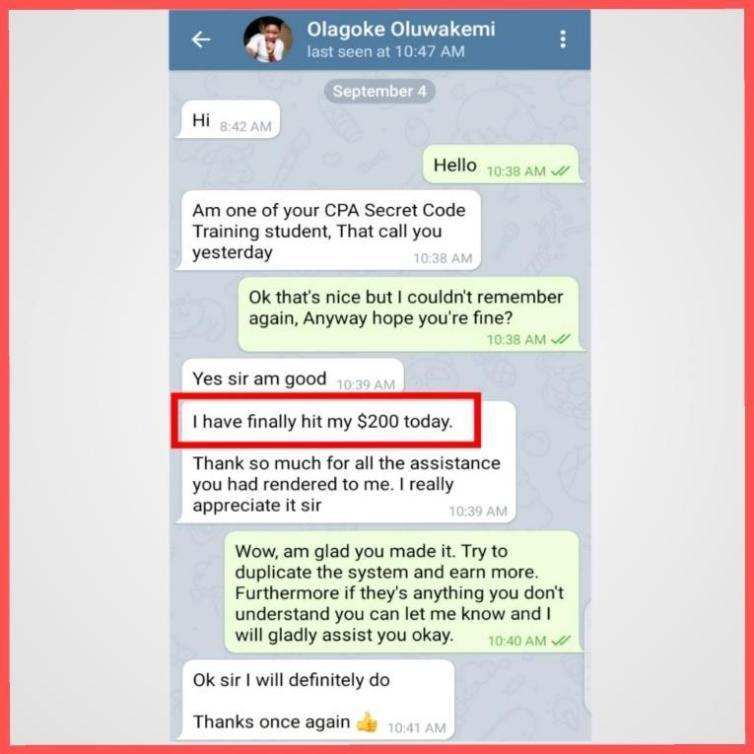 Olagoke Oluwakemi
last seen at 10:47 AM
September 4
Hi 8:42 AM
Hello 10:38 AM
Am one of your CPA Secret Code
Training student, That call you
yesterday 10:38 AM
Ok that's nice but I couldn't remember
again, Anyway hope you're fine?
10:38 AM
Yes sir am good 10:39 AM
I have finally hit my $200 today.
Thank so much for all the assistance
you had rendered to me. I really
appreciate it sir 10:39 AM
Wow, am glad you made it. Try to
duplicate the system and earn more.
Furthermore if they's anything you don't
understand you can let me know and I
will gladly assist you okay. 10:40 AM
Ok sir I will definitely do
Thanks once again 👍 10:41 AM